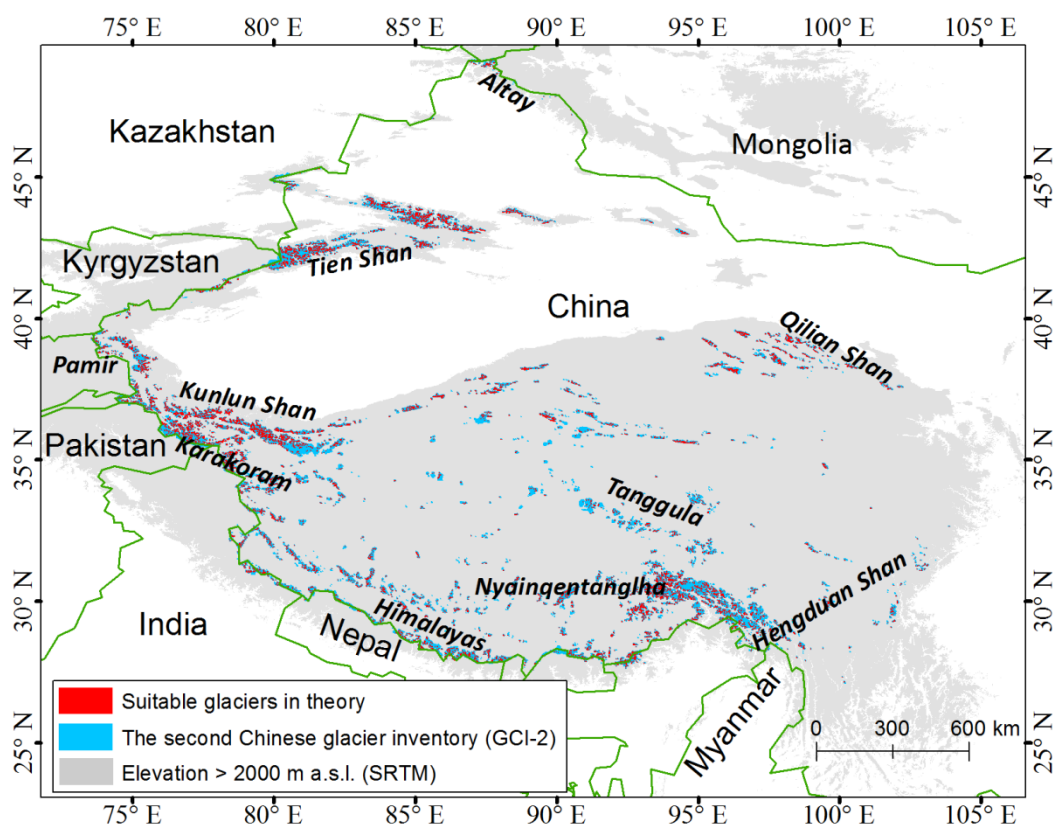 75° E 80° E 85° E 90° E 95° E 100° E 105° E
Altay
Kazakhstan
Mongolia
45° N 45° N
Kyrgyzstan
Tien Shan
China
40° N 40° N
Qilian Shan
Pamir
Kunlun Shan
Pakistan
Karakoram
35° N 35° N
Tanggula
Nyainqentanglha
Hengduan Shan
30° N 30° N
Himalayas
India
Nepal
Myanmar
Suitable glaciers in theory
The second Chinese glacier inventory (GCI-2)
Elevation > 2000 m a.s.l. (SRTM)
0 300 600 km
25° N 25° N
75° E 80° E 85° E 90° E 95° E 100° E 105° E